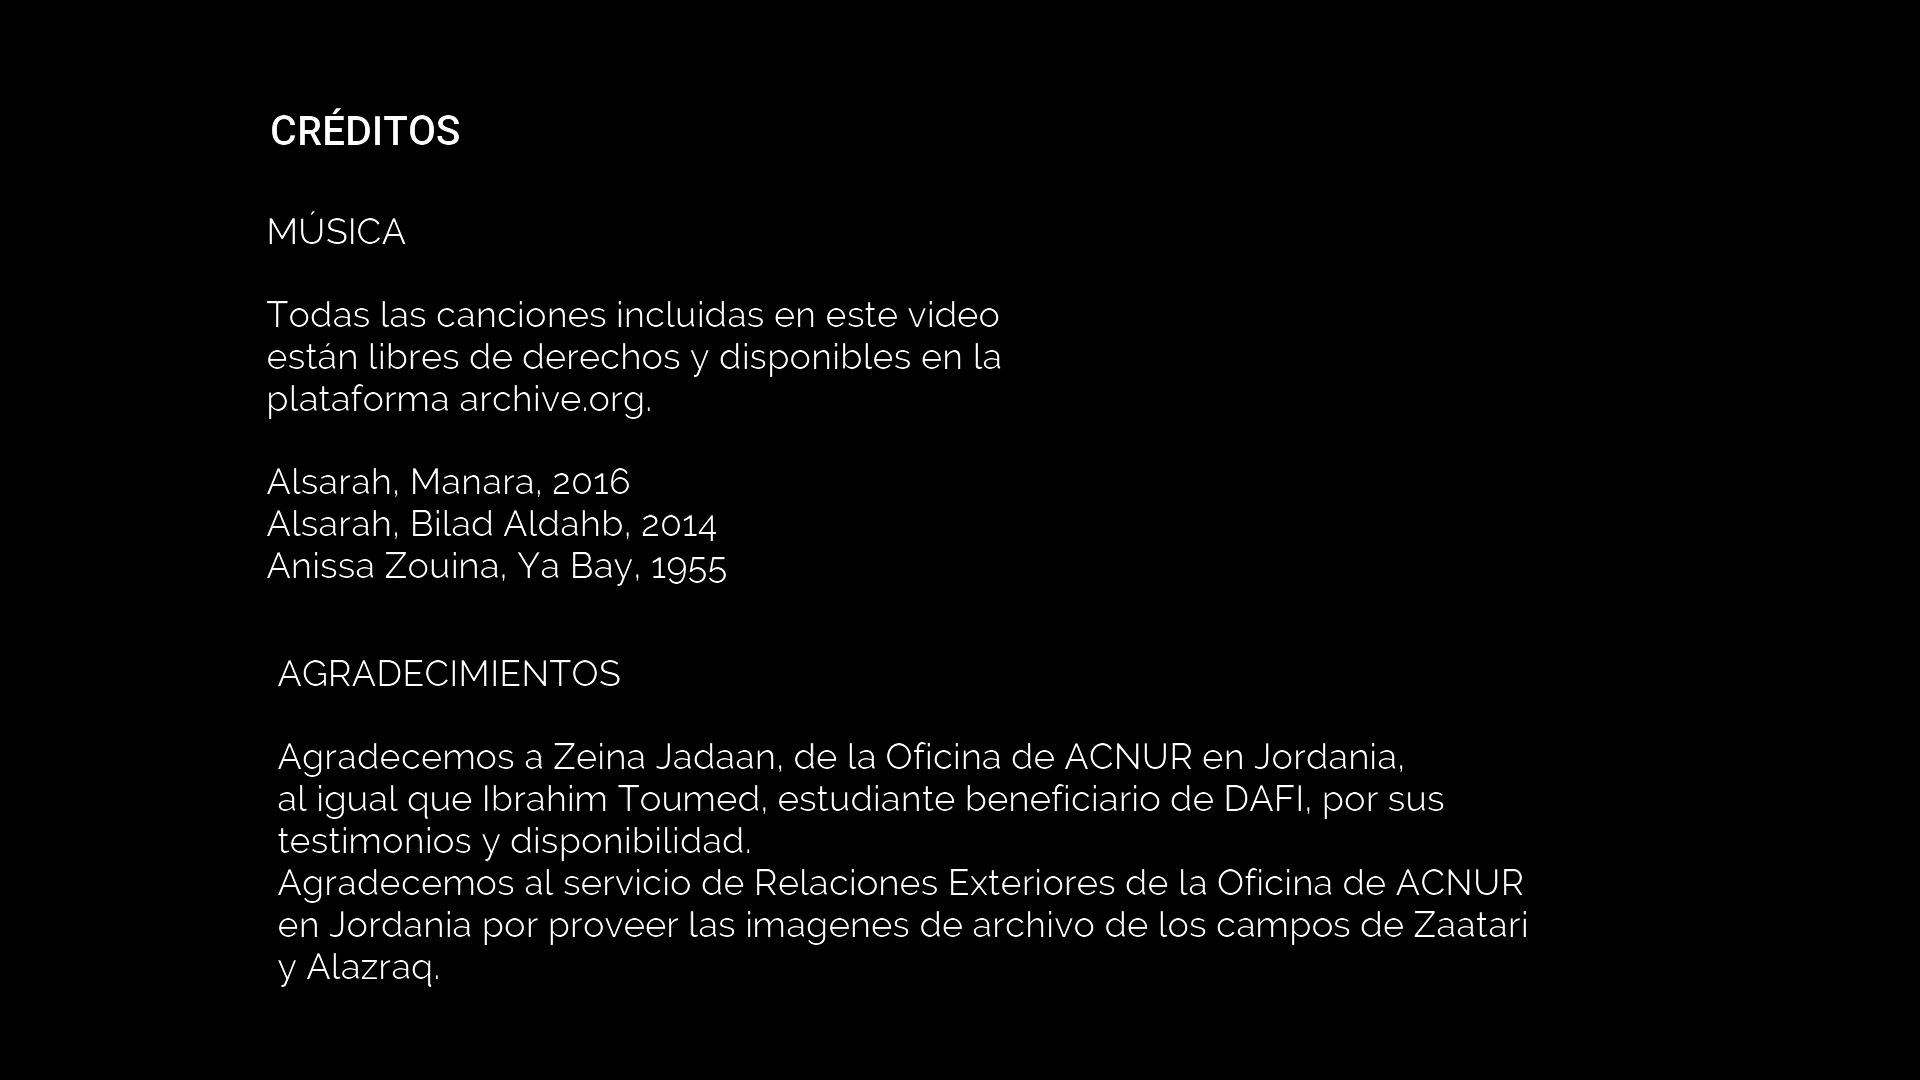 CRÉDITOS
MÚSICA
Todas las canciones incluidas en este video
están libres de derechos y disponibles en la
plataforma archive.org.
Alsarah, Manara, 2016
Alsarah, Bilad Aldahb, 2014
Anissa Zouina, Ya Bay, 1955
AGRADECIMIENTOS
Agradecemos a Zeina Jadaan, de la Oficina de ACNUR en Jordania,
al igual que Ibrahim Toumed, estudiante beneficiario de DAFI, por sus
testimonios y disponibilidad.
Agradecemos al servicio de Relaciones Exteriores de la Oficina de ACNUR
en Jordania por proveer las imagenes de archivo de los campos de Zaatari
y Alazraq.